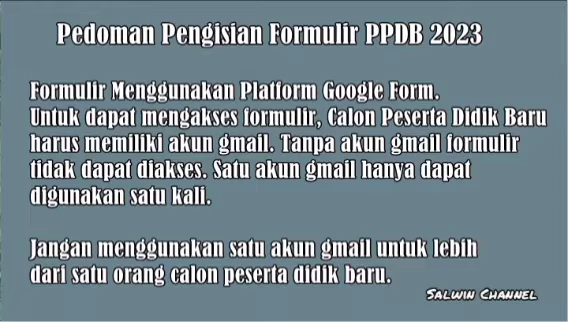 Pedoman Pengisian Formulir PPDB 2023
Formulir Menggunakan Platform Google Form.
Untuk dapat mengakses formulir, Calon Peserta Didik Baru
harus memiliki akun gmail. Tanpa akun gmail formulir
tidak dapat diakses. Satu akun gmail hanya dapat
digunakan satu kali.
Jangan menggunakan satu akun gmail untuk lebih
dari satu orang calon peserta didik baru.
Salwin Channel